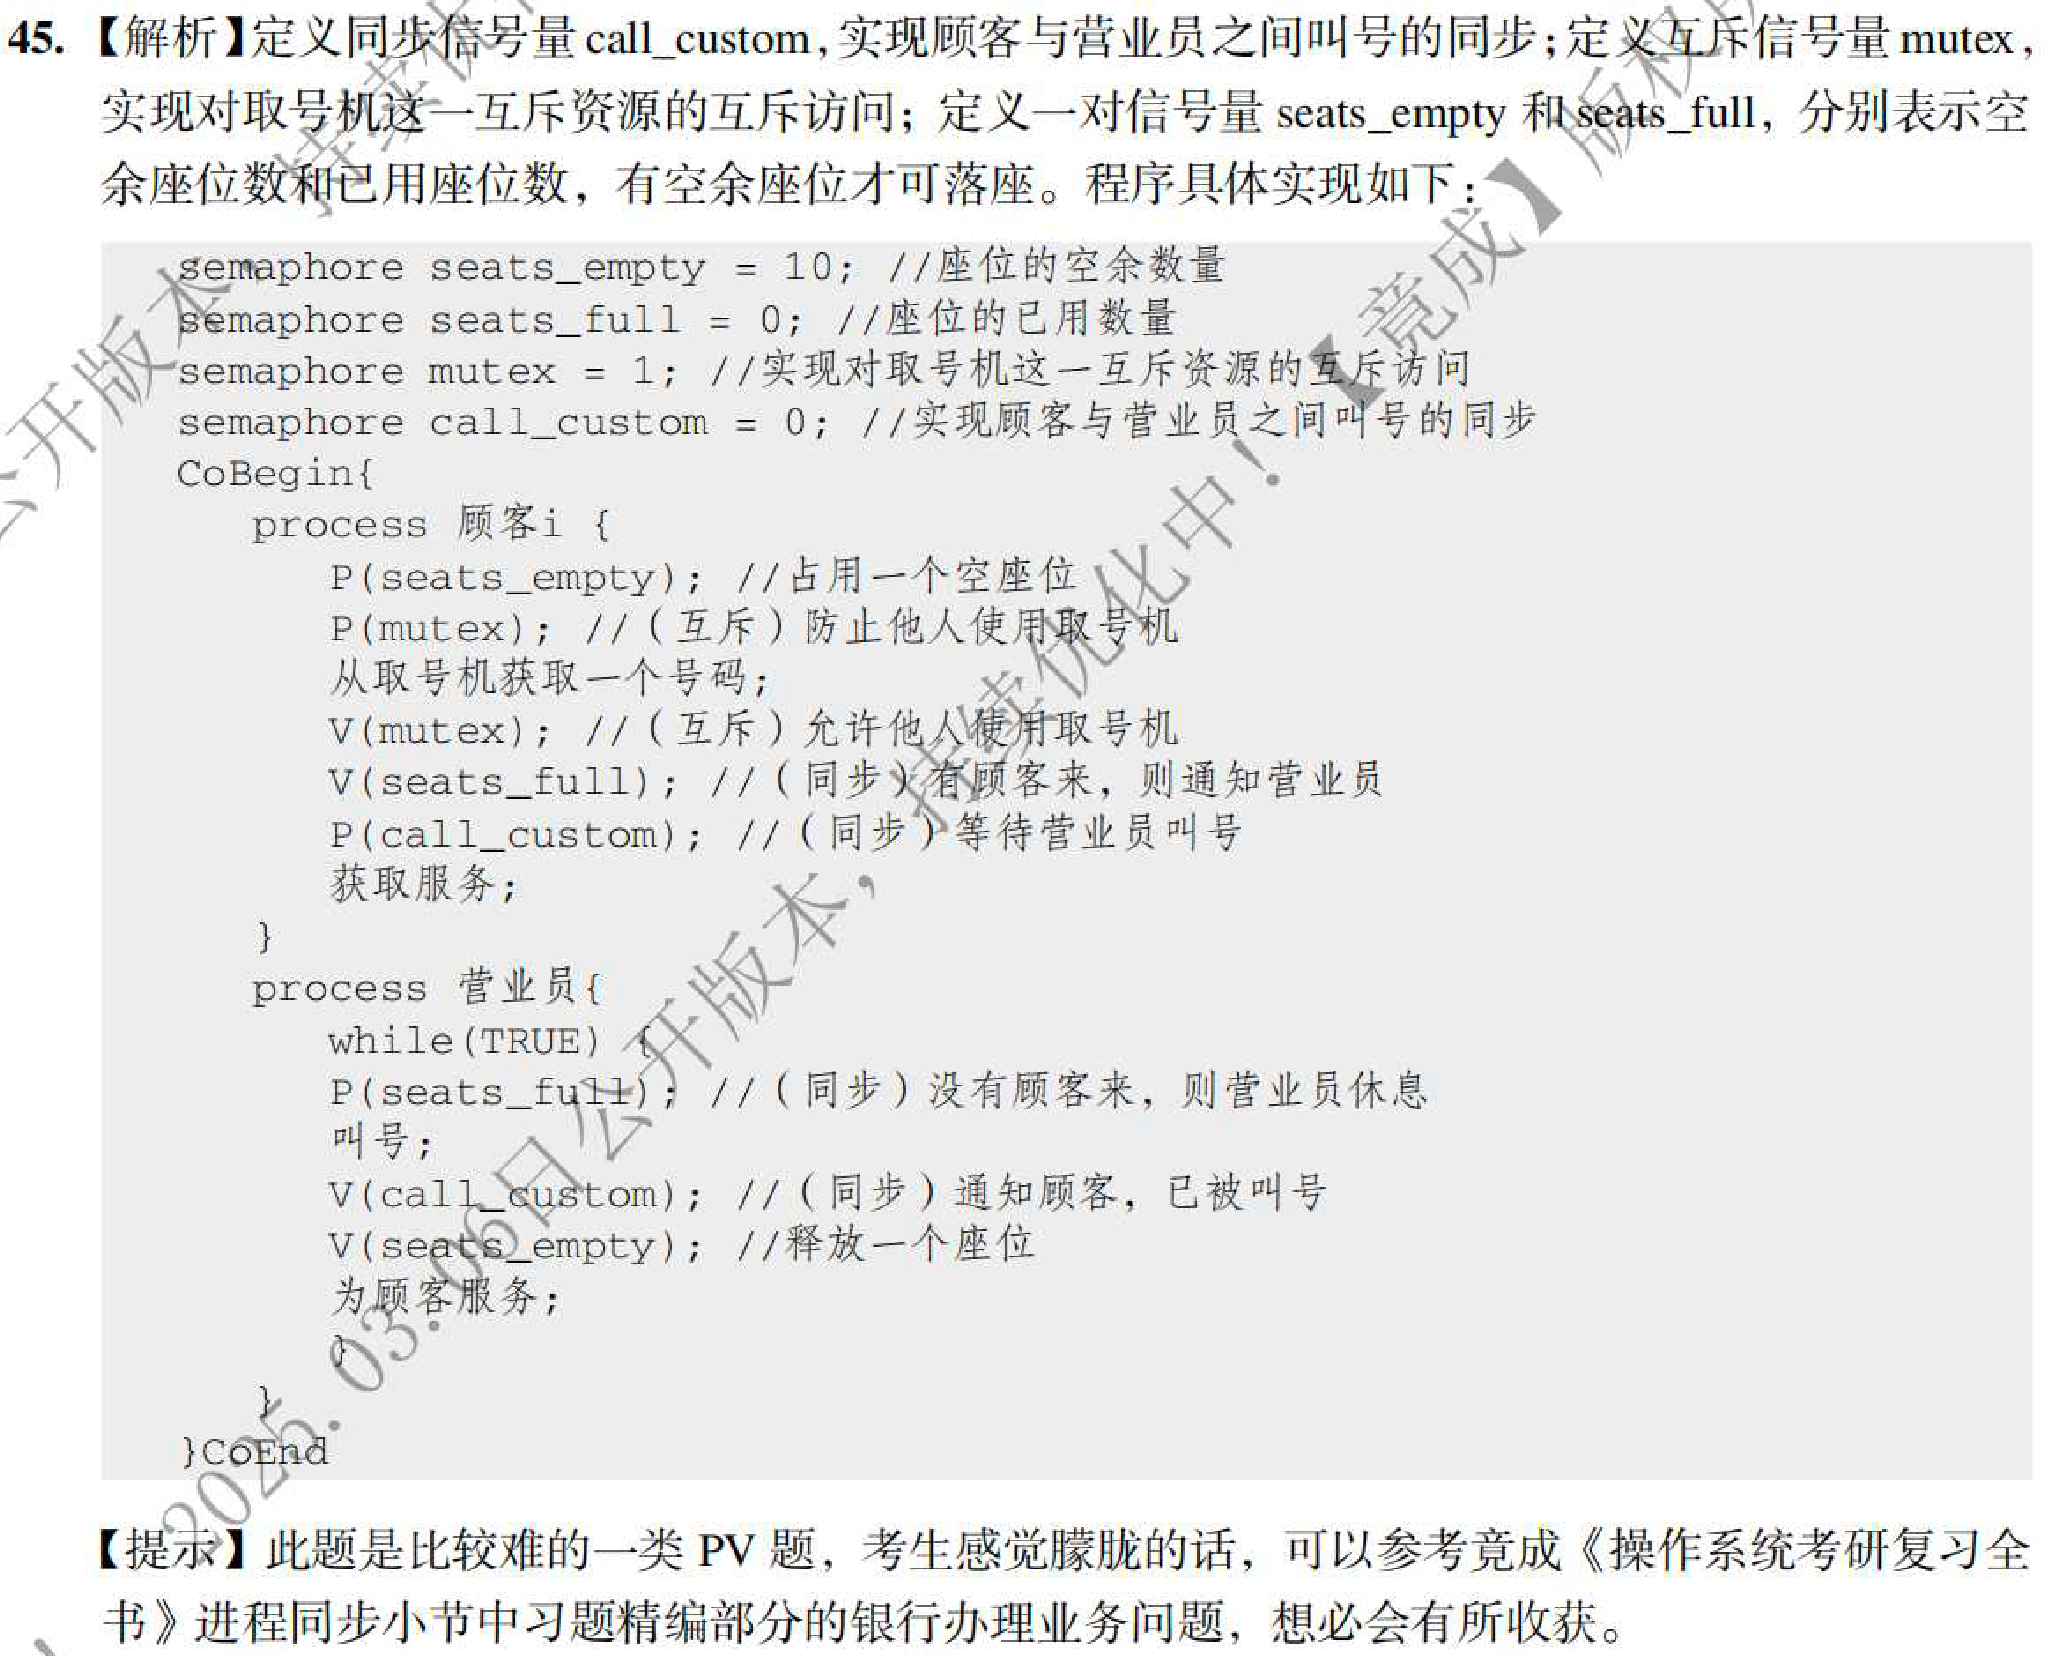 45.【解析】定义同步信号量 call_custom,实现顾客与营业员之间叫号的同步;定义互斥信号量 mutex,
实现对取号机这一互斥资源的互斥访问;定义一对信号量 seats_empty 和 seats_full,分别表示空
余座位数和已用座位数,有空余座位才可落座。程序具体实现如下:
semaphore seats_empty = 10; //座位的空余数量
semaphore seats_full = 0; //座位的已用数量
semaphore mutex = 1; //实现对取号机这一互斥资源的互斥访问
semaphore call_custom = 0; //实现顾客与营业员之间叫号的同步
CoBegin{
process 顾客i {
P(seats_empty); //占用一个空座位
P(mutex); //(互斥)防止他人使用取号机
从取号机获取一个号码;
V(mutex); //(互斥)允许他人使用取号机
V(seats_full); //(同步)有顾客来,则通知营业员
P(call_custom); //(同步)等待营业员叫号
获取服务;
}
process 营业员{
while(TRUE) {
P(seats_full); //(同步)没有顾客来,则营业员休息
叫号;
V(call_custom); //(同步)通知顾客,已被叫号
V(seats_empty); //释放一个座位
为顾客服务;
}
}
}CoEnd
【提示】此题是比较难的一类 PV 题,考生感觉朦胧的话,可以参考竟成《操作系统考研复习全
书》进程同步小节中习题精编部分的银行办理业务问题,想必会有所收获。
2025.03.06日公开版本,持续优化中!【竟成】版权所
公开版本,持续优